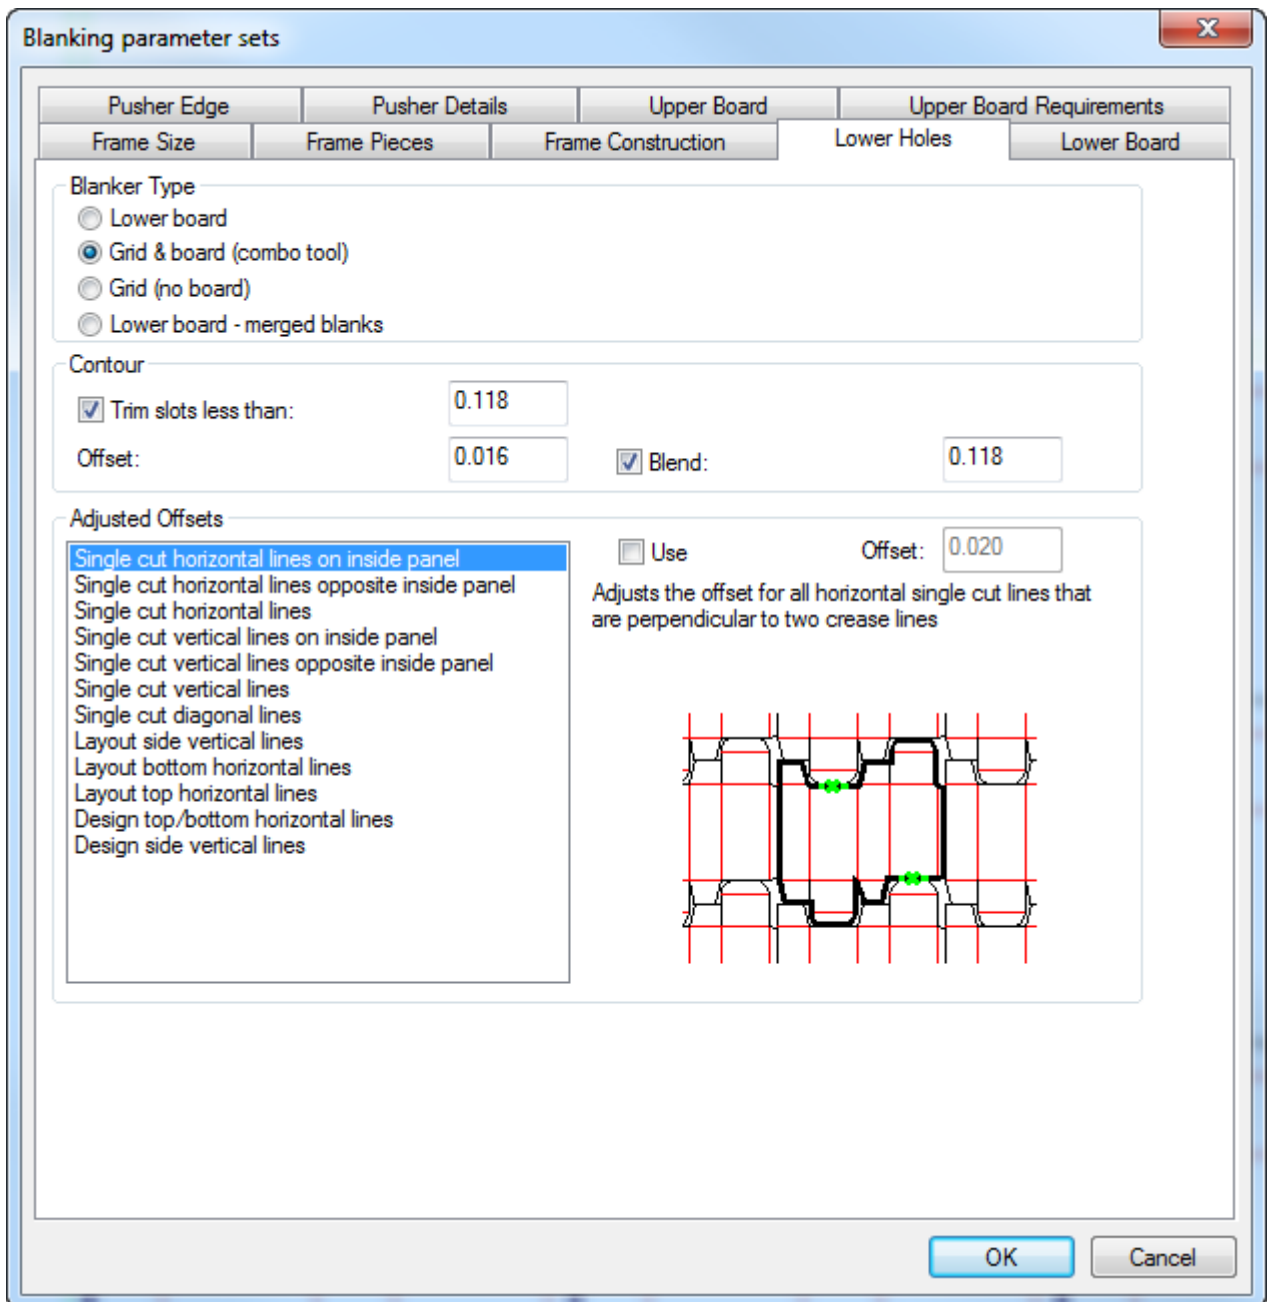 Blanking parameter sets
Pusher Edge
Pusher Details
Upper Board
Upper Board Requirements
Frame Size
Frame Pieces
Frame Construction
Lower Holes
Lower Board
Blanker Type
Lower board
Grid & board (combo tool)
Grid (no board)
Lower board - merged blanks
Contour
Trim slots less than: 0.118
Offset: 0.016 Blend: 0.118
Adjusted Offsets
Single cut horizontal lines on inside panel
Single cut horizontal lines opposite inside panel
Single cut horizontal lines
Single cut vertical lines on inside panel
Single cut vertical lines opposite inside panel
Single cut vertical lines
Single cut diagonal lines
Layout side vertical lines
Layout bottom horizontal lines
Layout top horizontal lines
Design top/bottom horizontal lines
Design side vertical lines
Use Offset: 0.020
Adjusts the offset for all horizontal single cut lines that
are perpendicular to two crease lines
OK
Cancel